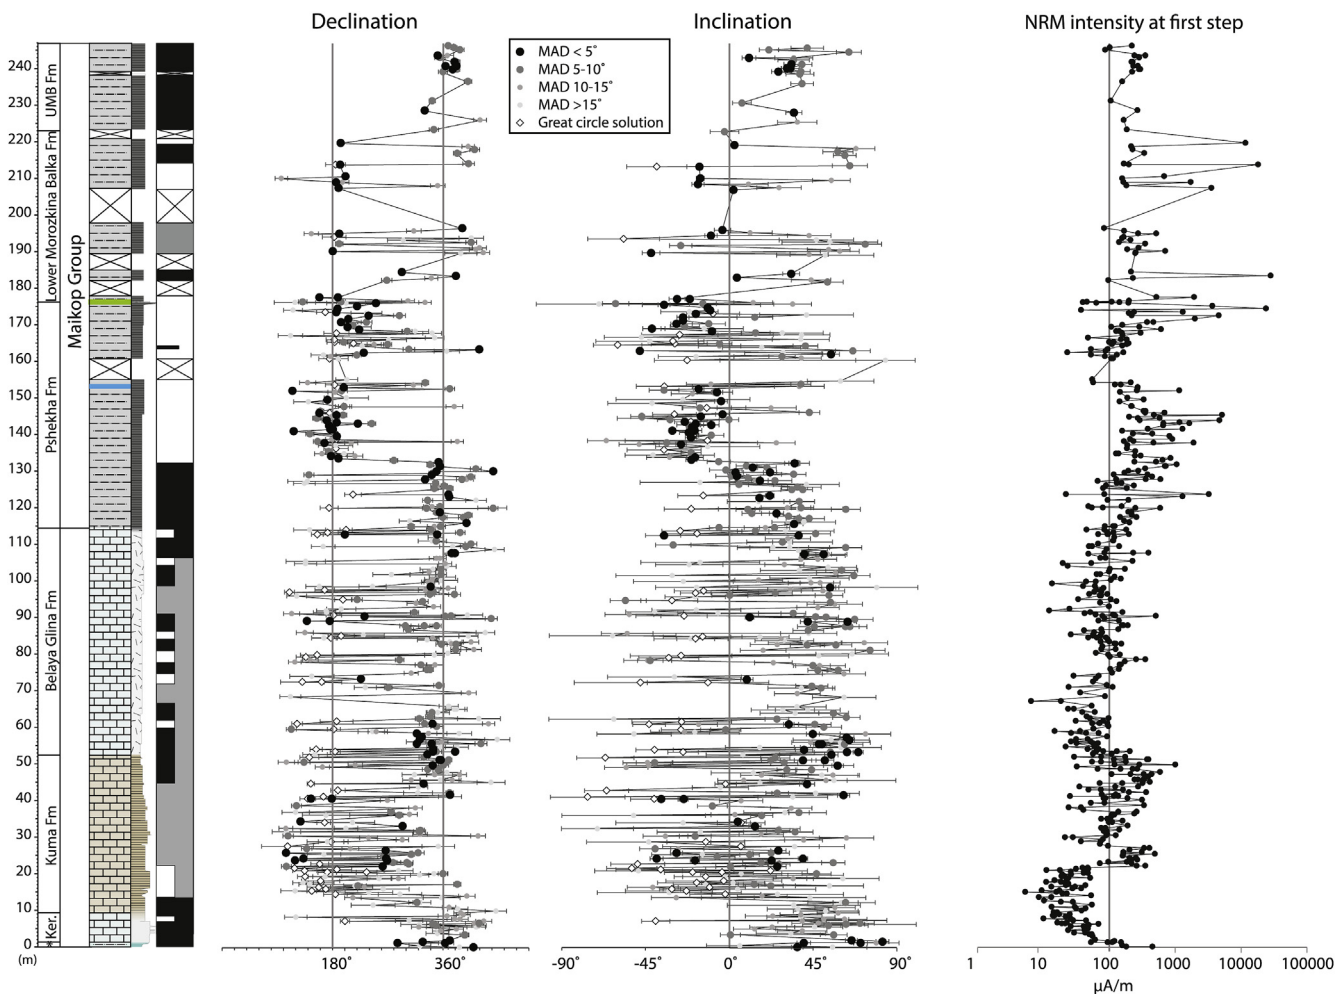 Declination
Inclination
NRM intensity at first step
MAD < 5°
MAD 5-10°
MAD 10-15°
MAD >15°
Great circle solution
240
230
220
210
200
190
180
170
160
150
140
130
120
110
100
90
80
70
60
50
40
30
20
10
0
(m)
UMB Fm
Lower Morozkina Balka Fm
Pshekha Fm
Belaya Glina Fm
Kuma Fm
*Ker.
Maikop Group
180° 360°
-90° -45° 0° 45° 90°
1 10 100 1000 10000 100000
μA/m